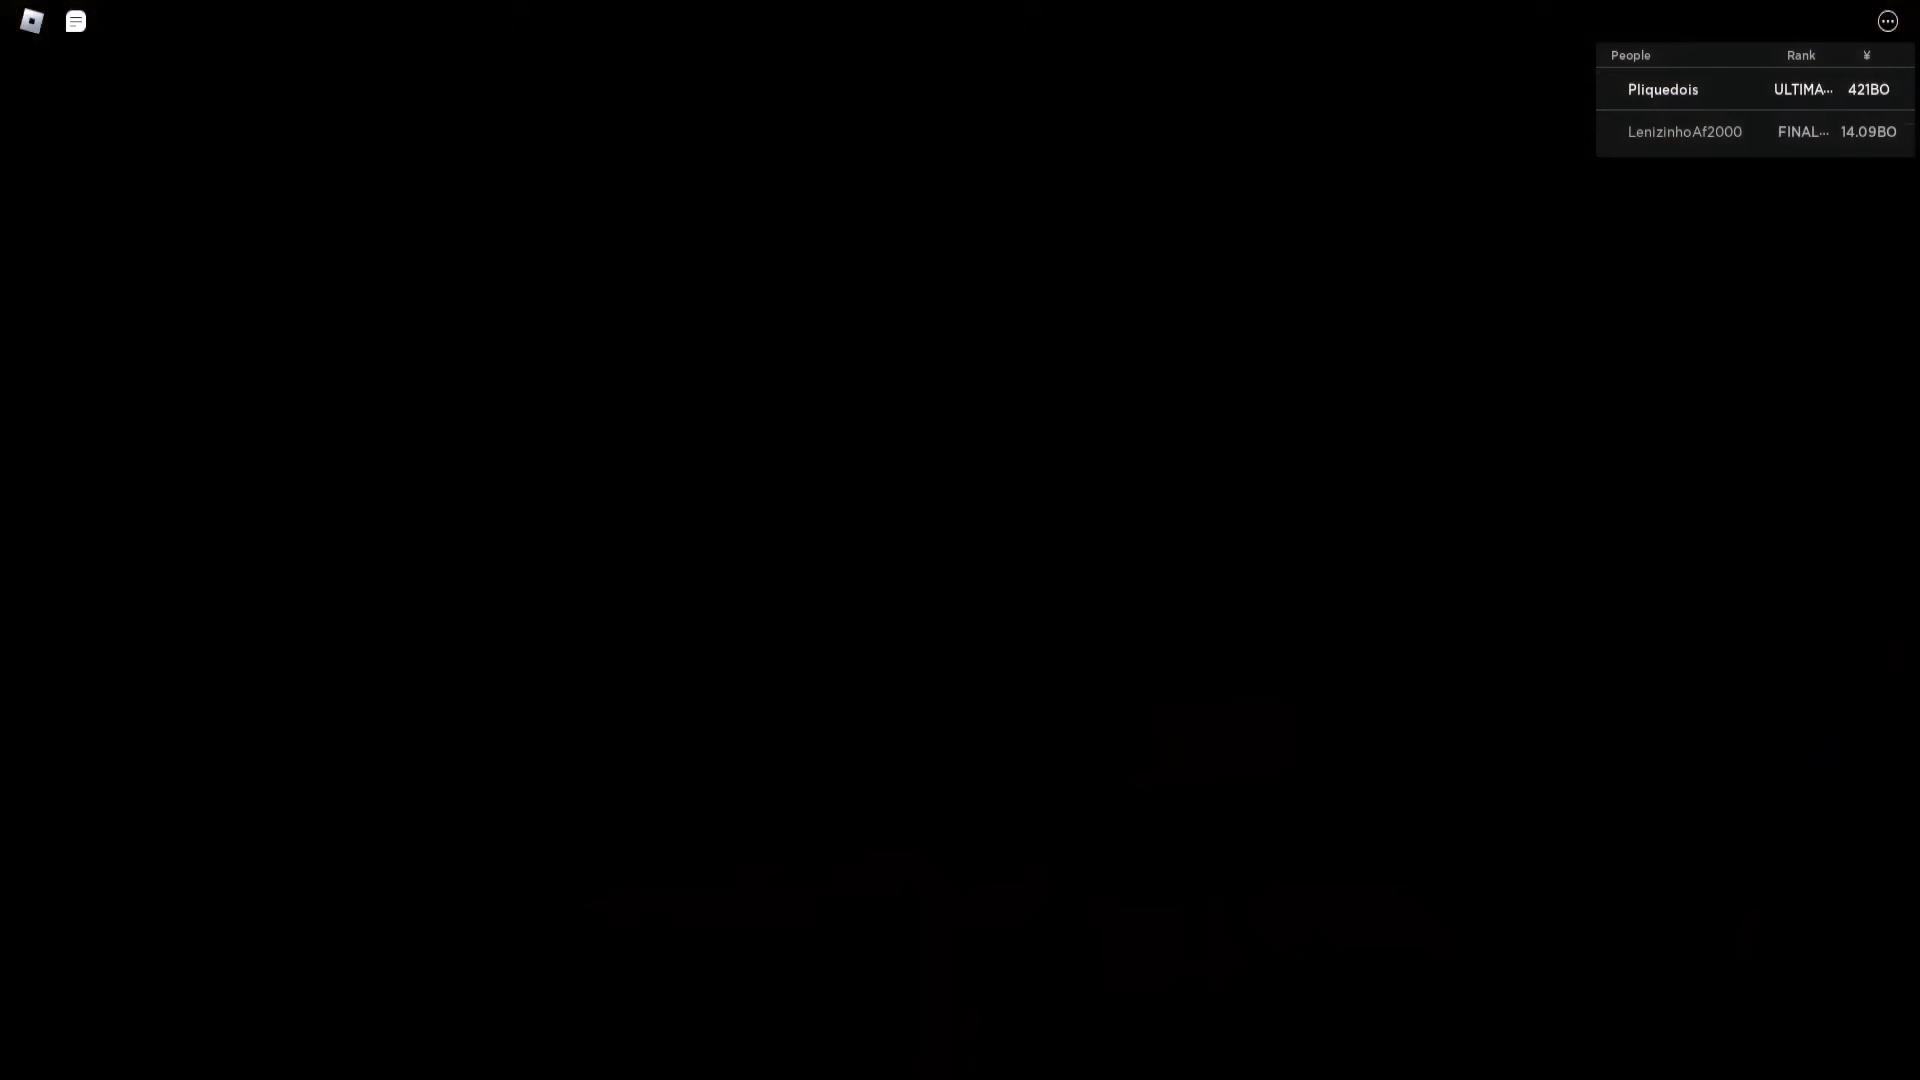 People Rank ¥
Pliquedois ULTIMA... 421BO
LenizinhoAf2000 FINAL... 14.09BO